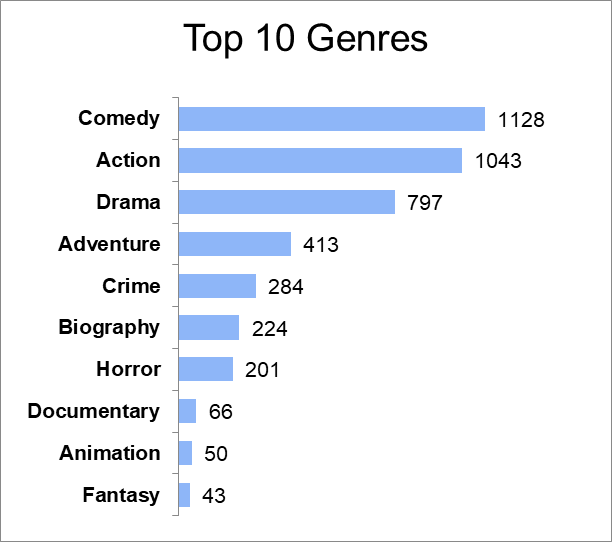 Top 10 Genres
Comedy 1128
Action 1043
Drama 797
Adventure 413
Crime 284
Biography 224
Horror 201
Documentary 66
Animation 50
Fantasy 43